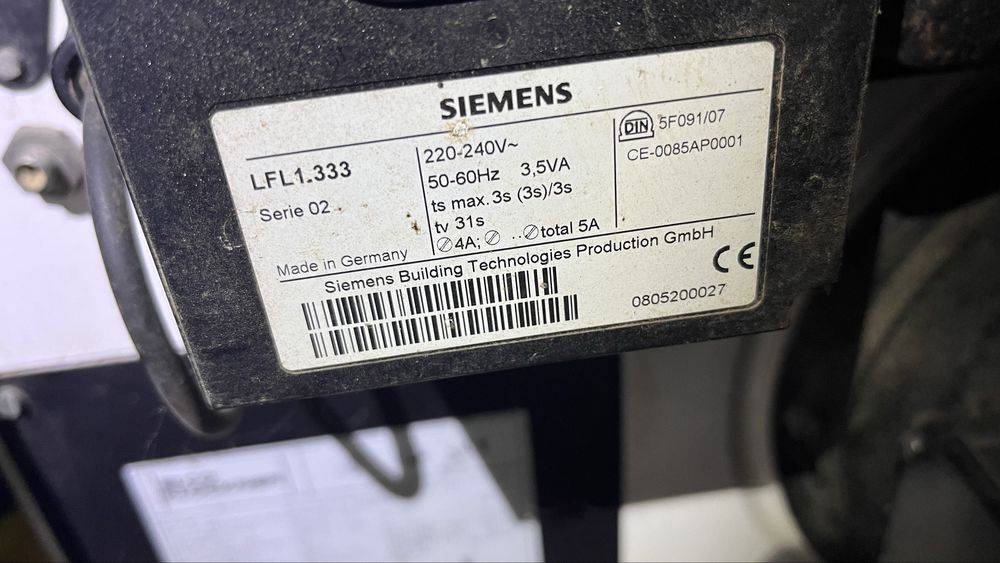 SIEMENS
LFL1.333
Serie 02
Made in Germany
220-240V~
50-60Hz 3,5VA
ts max. 3s (3s)/3s
tv 31s
4A; .. total 5A
DIN 5F091/07
CE-0085AP0001
Siemens Building Technologies Production GmbH
CE
0805200027